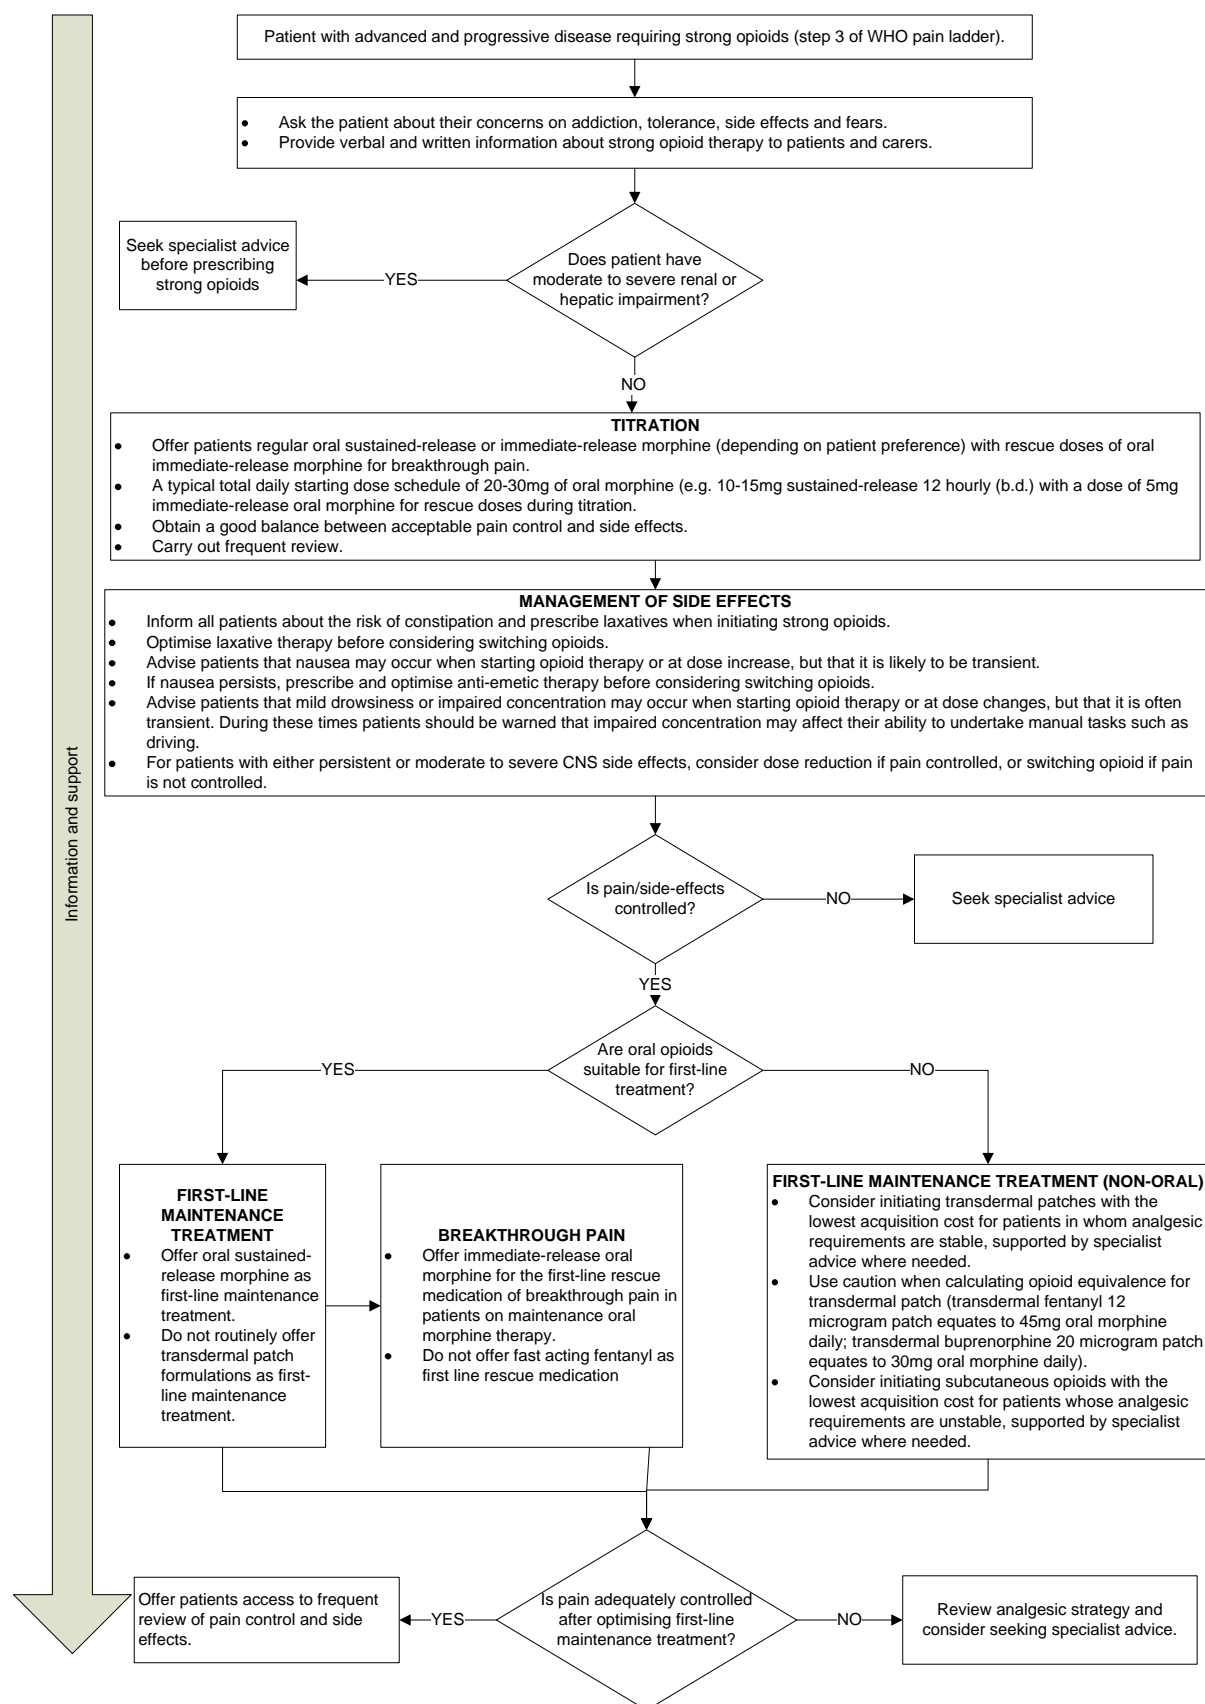 Patient with advanced and progressive disease requiring strong opioids (step 3 of WHO pain ladder).
• Ask the patient about their concerns on addiction, tolerance, side effects and fears.
• Provide verbal and written information about strong opioid therapy to patients and carers.
Does patient have
moderate to severe renal or
hepatic impairment?
YES
Seek specialist advice
before prescribing
strong opioids
NO
TITRATION
• Offer patients regular oral sustained-release or immediate-release morphine (depending on patient preference) with rescue doses of oral
immediate-release morphine for breakthrough pain.
• A typical total daily starting dose schedule of 20-30mg of oral morphine (e.g. 10-15mg sustained-release 12 hourly (b.d.) with a dose of 5mg
immediate-release oral morphine for rescue doses during titration.
• Obtain a good balance between acceptable pain control and side effects.
• Carry out frequent review.
MANAGEMENT OF SIDE EFFECTS
• Inform all patients about the risk of constipation and prescribe laxatives when initiating strong opioids.
• Optimise laxative therapy before considering switching opioids.
• Advise patients that nausea may occur when starting opioid therapy or at dose increase, but that it is likely to be transient.
• If nausea persists, prescribe and optimise anti-emetic therapy before considering switching opioids.
• Advise patients that mild drowsiness or impaired concentration may occur when starting opioid therapy or at dose changes, but that it is often
transient. During these times patients should be warned that impaired concentration may affect their ability to undertake manual tasks such as
driving.
• For patients with either persistent or moderate to severe CNS side effects, consider dose reduction if pain controlled, or switching opioid if pain
is not controlled.
Information and support
Is pain/side-effects
controlled?
NO
Seek specialist advice
YES
Are oral opioids
suitable for first-line
treatment?
YES
NO
FIRST-LINE
MAINTENANCE
TREATMENT
• Offer oral sustained-
release morphine as
first-line maintenance
treatment.
• Do not routinely offer
transdermal patch
formulations as first-
line maintenance
treatment.
BREAKTHROUGH PAIN
• Offer immediate-release oral
morphine for the first-line rescue
medication of breakthrough pain in
patients on maintenance oral
morphine therapy.
• Do not offer fast acting fentanyl as
first line rescue medication
FIRST-LINE MAINTENANCE TREATMENT (NON-ORAL)
• Consider initiating transdermal patches with the
lowest acquisition cost for patients in whom analgesic
requirements are stable, supported by specialist
advice where needed.
• Use caution when calculating opioid equivalence for
transdermal patch (transdermal fentanyl 12
microgram patch equates to 45mg oral morphine
daily; transdermal buprenorphine 20 microgram patch
equates to 30mg oral morphine daily).
• Consider initiating subcutaneous opioids with the
lowest acquisition cost for patients whose analgesic
requirements are unstable, supported by specialist
advice where needed.
Is pain adequately controlled
after optimising first-line
maintenance treatment?
YES
Offer patients access to frequent
review of pain control and side
effects.
NO
Review analgesic strategy and
consider seeking specialist advice.